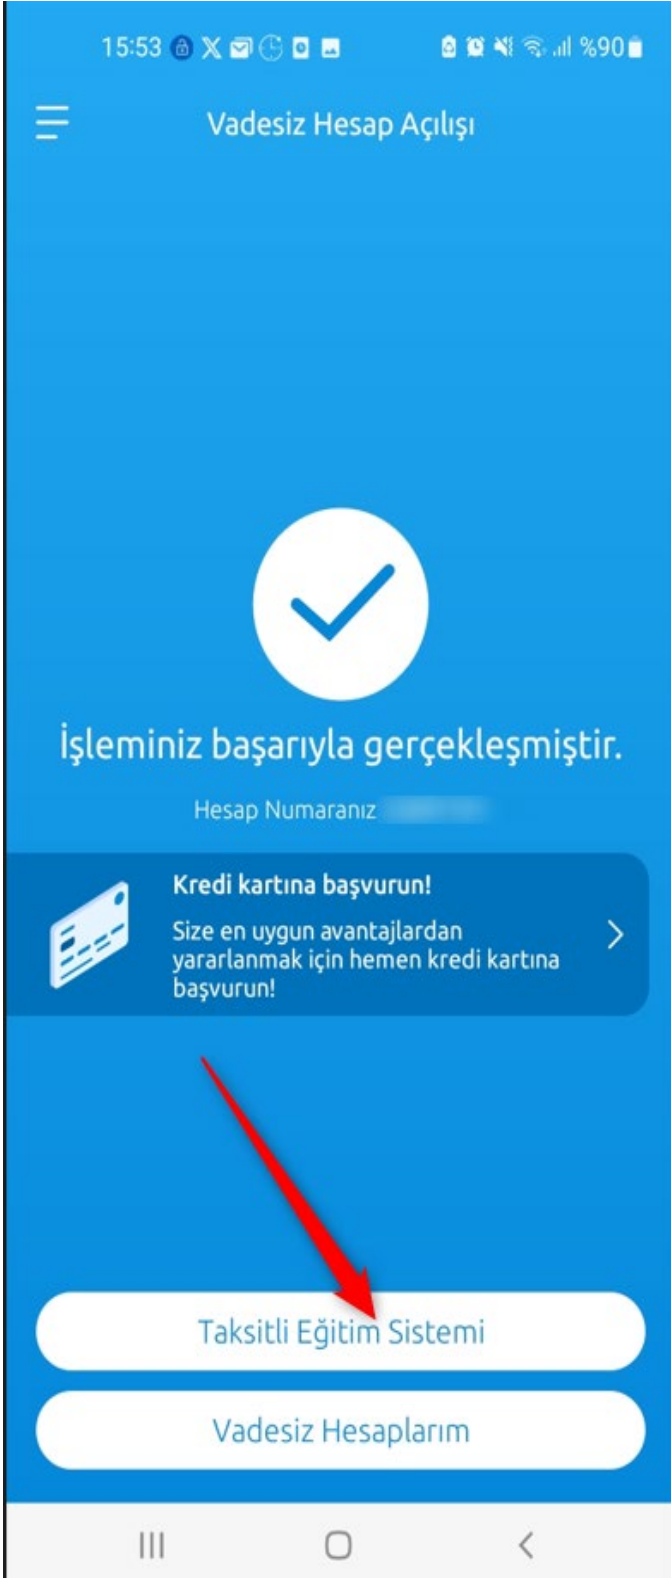 15:53 %90
Vadesiz Hesap Açılışı
İşleminiz başarıyla gerçekleşmiştir.
Hesap Numaranız
Kredi kartına başvurun!
Size en uygun avantajlardan
yararlanmak için hemen kredi kartına
başvurun!
Taksitli Eğitim Sistemi
Vadesiz Hesaplarım